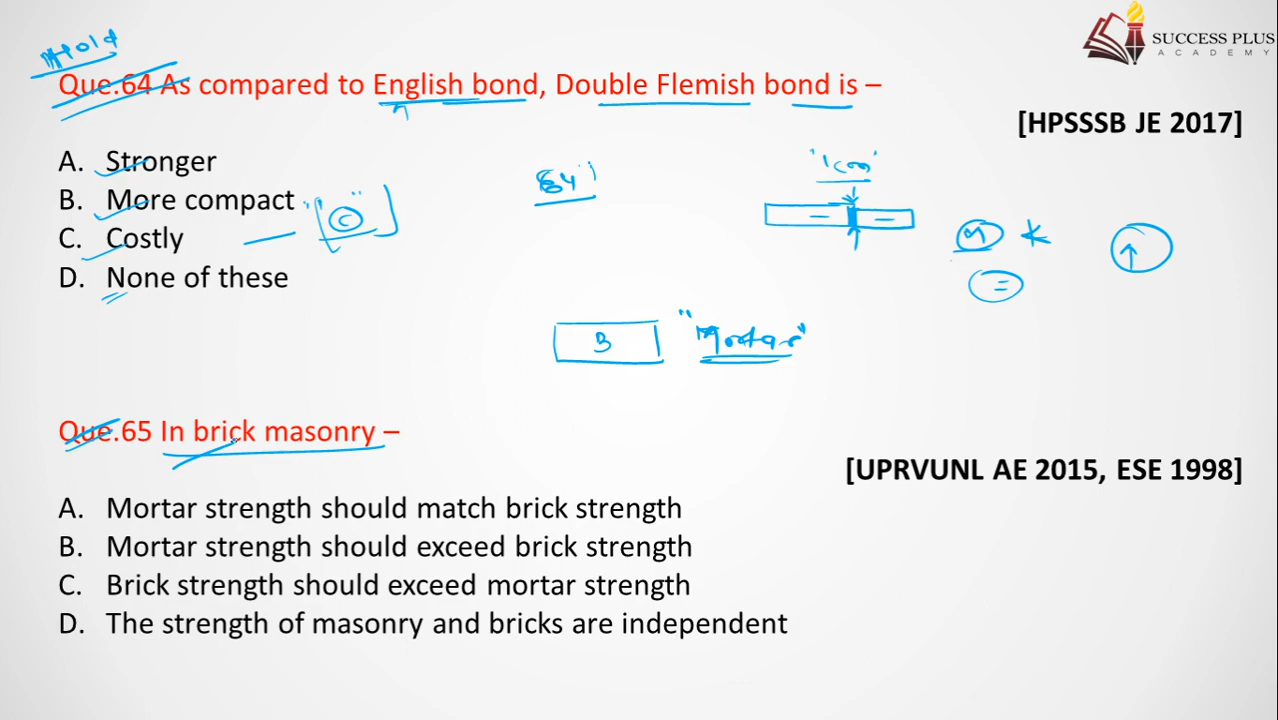 SUCCESS PLUS
ACADEMY
Hold
Que.64 As compared to English bond, Double Flemish bond is –
[HPSSSB JE 2017]
A. Stronger
B. More compact
C. Costly
D. None of these
"C"
64
"1cm"
B "Mortar"
Que.65 In brick masonry –
[UPRVUNL AE 2015, ESE 1998]
A. Mortar strength should match brick strength
B. Mortar strength should exceed brick strength
C. Brick strength should exceed mortar strength
D. The strength of masonry and bricks are independent